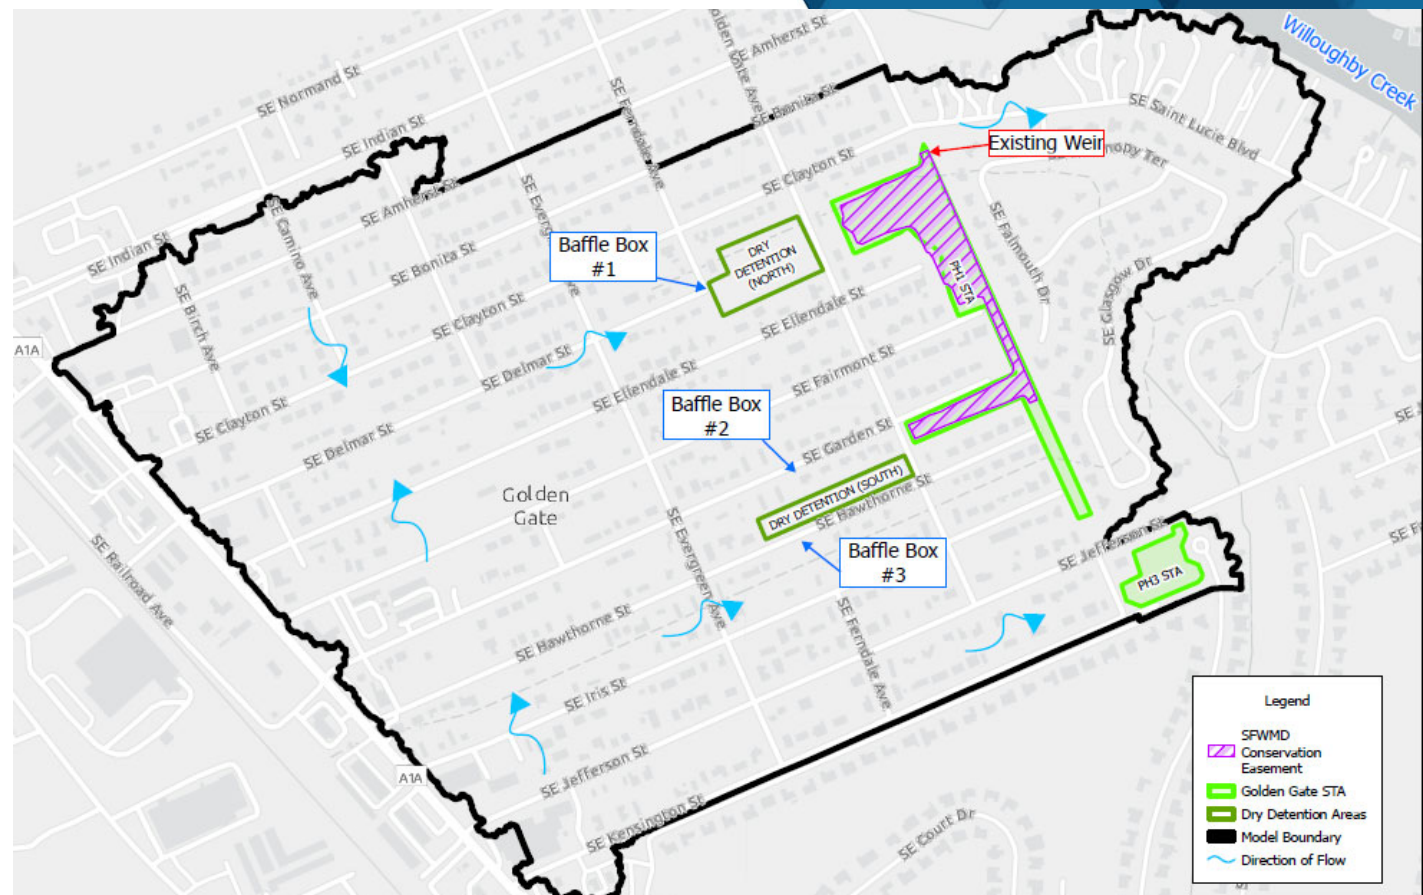 Willoughby Creek
SE Amherst St
SE Normand St
SE Bonita St
SE Saint Lucie Blvd
SE Indian St
SE Ferndale Ave
Existing Weir
SE Clayton St
SE Amherst St
SE Camino Ave
SE Indian St
SE Bonita St
SE Falmouth Dr
Baffle Box
#1
DRY
DETENTION
(NORTH)
PH1 STA
SE Glasgow Dr
SE Birch Ave
SE Clayton St
SE Ellendale St
A1A
SE Delmar St
SE Ellendale St
SE Fairmont St
SE Clayton St
Baffle Box
#2
SE Delmar St
SE Garden St
Golden
Gate
DRY DETENTION (SOUTH)
SE Hawthorne St
SE Evergreen Ave
Baffle Box
#3
SE Jefferson St
PH3 STA
SE Railroad Ave
SE Hawthorne St
SE Ferndale Ave
SE Iris St
SE Jefferson St
A1A
SE Kensington St
SE Court Dr
Legend
SFWMD
Conservation
Easement
Golden Gate STA
Dry Detention Areas
Model Boundary
Direction of Flow